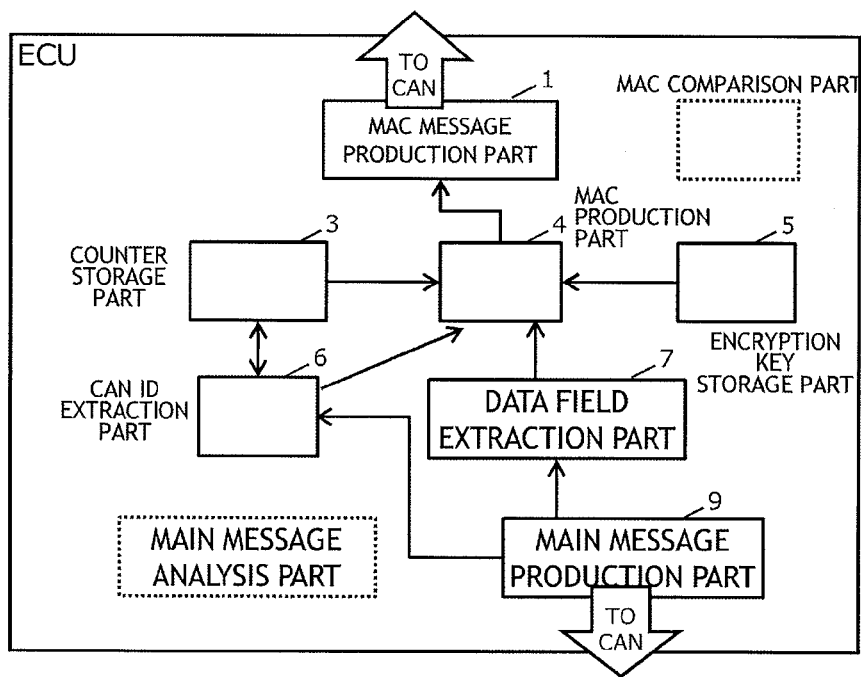 ECU
TO
CAN
1
MAC MESSAGE
PRODUCTION PART
MAC COMPARISON PART
3
COUNTER
STORAGE
PART
4
MAC
PRODUCTION
PART
5
ENCRYPTION
KEY
STORAGE PART
6
CAN ID
EXTRACTION
PART
7
DATA FIELD
EXTRACTION PART
MAIN MESSAGE
ANALYSIS PART
9
MAIN MESSAGE
PRODUCTION PART
TO
CAN